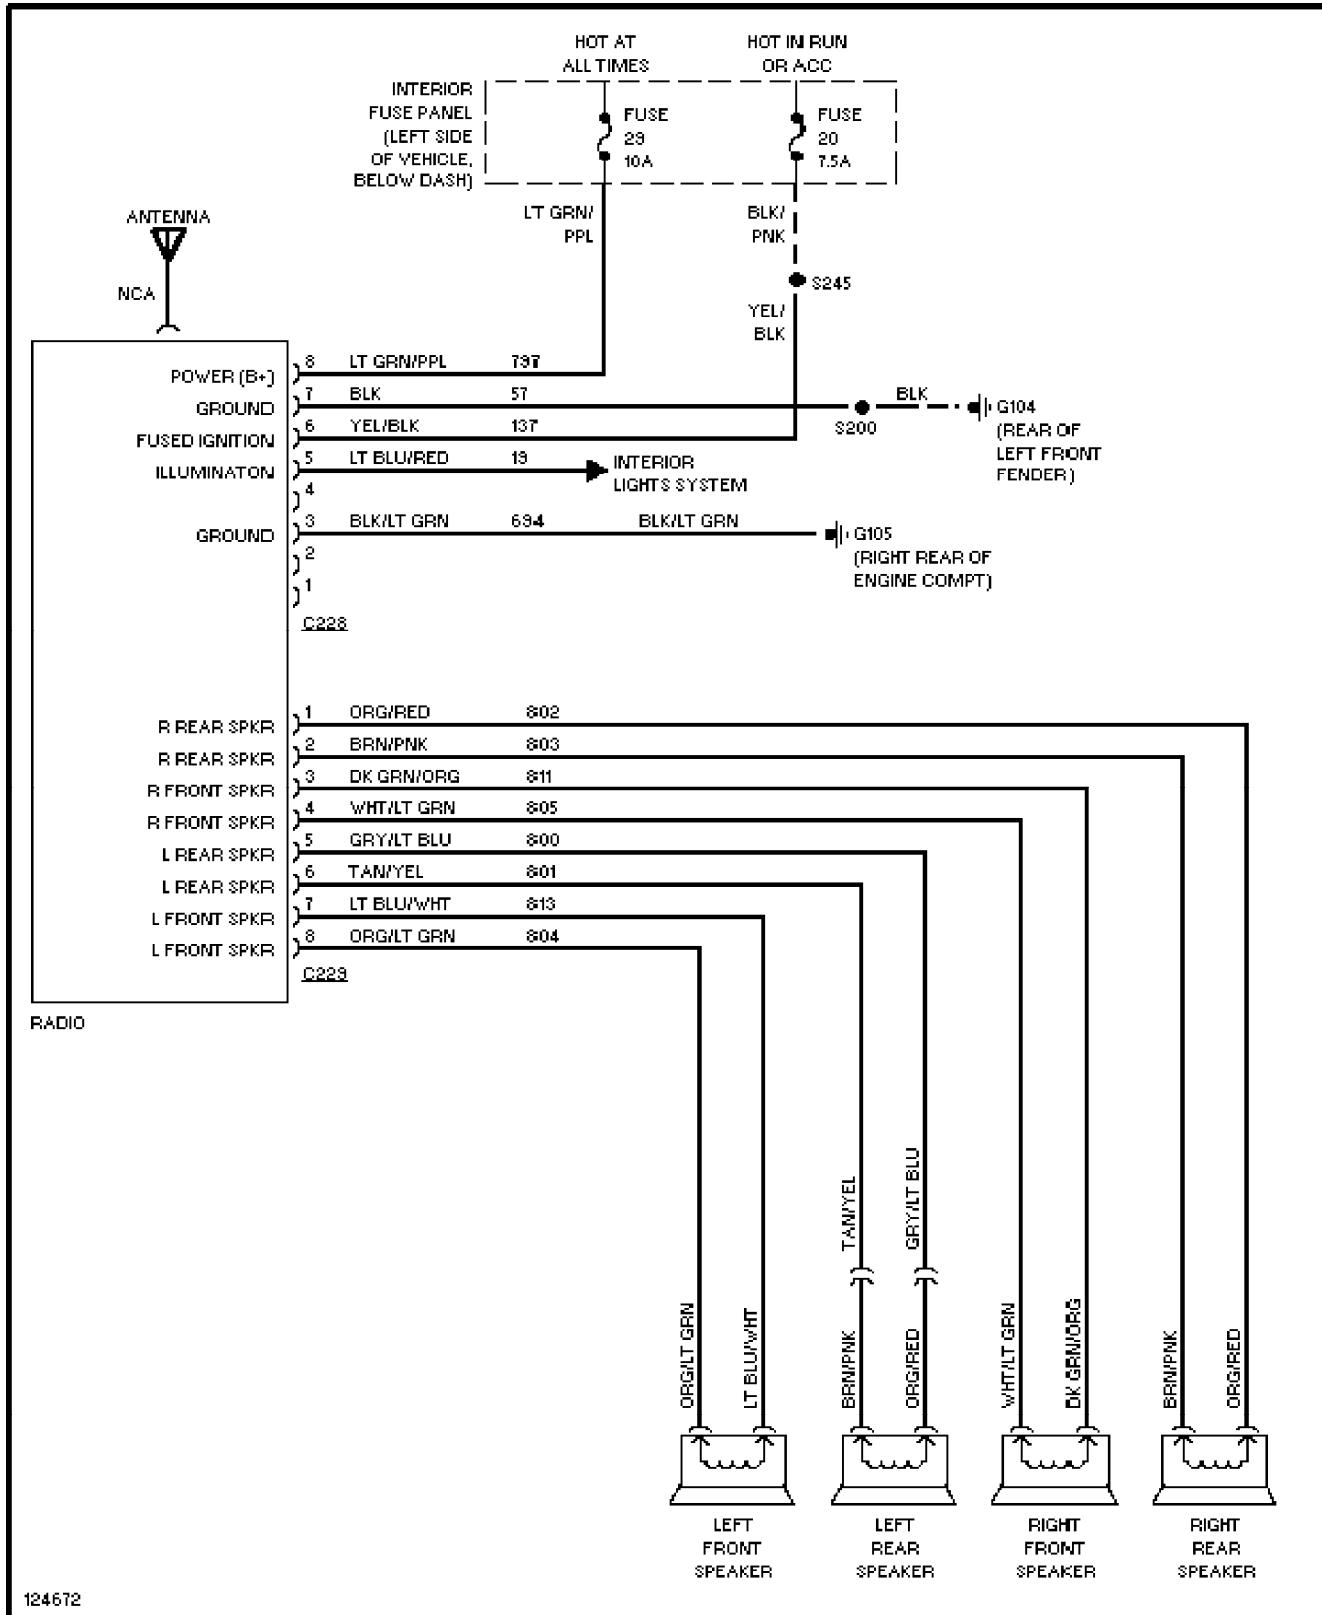 HOT AT
ALL TIMES
HOT IN RUN
OR ACC
INTERIOR
FUSE PANEL
(LEFT SIDE
OF VEHICLE,
BELOW DASH)
FUSE
29
10A
FUSE
20
7.5A
LT GRN/
PPL
BLK/
PNK
S245
YEL/
BLK
ANTENNA
NCA
POWER (B+) 8 LT GRN/PPL 797
GROUND 7 BLK 57
S200
BLK
G104
(REAR OF
LEFT FRONT
FENDER)
FUSED IGNITION 6 YEL/BLK 137
ILLUMINATON 5 LT BLU/RED 19
INTERIOR
LIGHTS SYSTEM
4
GROUND 3 BLK/LT GRN 694 BLK/LT GRN
G105
(RIGHT REAR OF
ENGINE COMPT)
2
1
C228
R REAR SPKR 1 ORG/RED 802
R REAR SPKR 2 BRN/PNK 803
R FRONT SPKR 3 DK GRN/ORG 811
R FRONT SPKR 4 WHT/LT GRN 805
L REAR SPKR 5 GRY/LT BLU 800
L REAR SPKR 6 TAN/YEL 801
L FRONT SPKR 7 LT BLU/WHT 813
L FRONT SPKR 8 ORG/LT GRN 804
C229
RADIO
TAN/YEL
GRY/LT BLU
ORG/LT GRN
LT BLU/WHT
BRN/PNK
ORG/RED
WHT/LT GRN
DK GRN/ORG
BRN/PNK
ORG/RED
LEFT
FRONT
SPEAKER
LEFT
REAR
SPEAKER
RIGHT
FRONT
SPEAKER
RIGHT
REAR
SPEAKER
124672